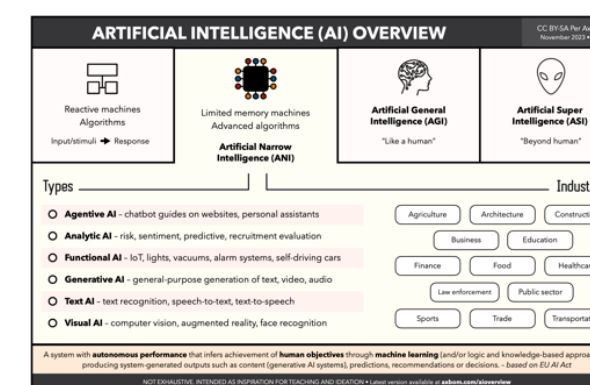 ARTIFICIAL INTELLIGENCE (AI) OVERVIEW
CC BY-SA Per
November 2023 •
Reactive machines
Algorithms
Input/stimuli ➔ Response
Limited memory machines
Advanced algorithms
Artificial Narrow
Intelligence (ANI)
Artificial General
Intelligence (AGI)
"Like a human"
Artificial Super
Intelligence (ASI)
"Beyond human"
Types
Agentive AI – chatbot guides on websites, personal assistants
Analytic AI – risk, sentiment, predictive, recruitment evaluation
Functional AI – IoT, lights, vacuums, alarm systems, self-driving cars
Generative AI – general-purpose generation of text, video, audio
Text AI – text recognition, speech-to-text, text-to-speech
Visual AI – computer vision, augmented reality, face recognition
Indust
Agriculture Architecture Constructi
Business Education
Finance Food Healthcar
Law enforcement Public sector
Sports Trade Transportat
A system with autonomous performance that infers achievement of human objectives through machine learning (and/or logic and knowledge-based approa
producing system-generated outputs such as content (generative AI systems), predictions, recommendations or decisions. – based on EU AI Act
NOT EXHAUSTIVE. INTENDED AS INSPIRATION FOR TEACHING AND IDEATION • Latest version available at axbom.com/aioverview